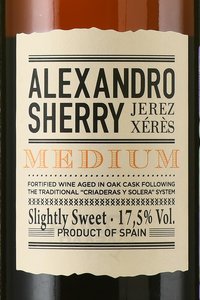 ALEXANDRO
SHERRY JEREZ
XÉRÈS
MEDIUM
FORTIFIED WINE AGED IN OAK CASK FOLLOWING
THE TRADITIONAL "CRIADERAS Y SOLERA" SYSTEM
Slightly Sweet · 17,5% Vol.
PRODUCT OF SPAIN